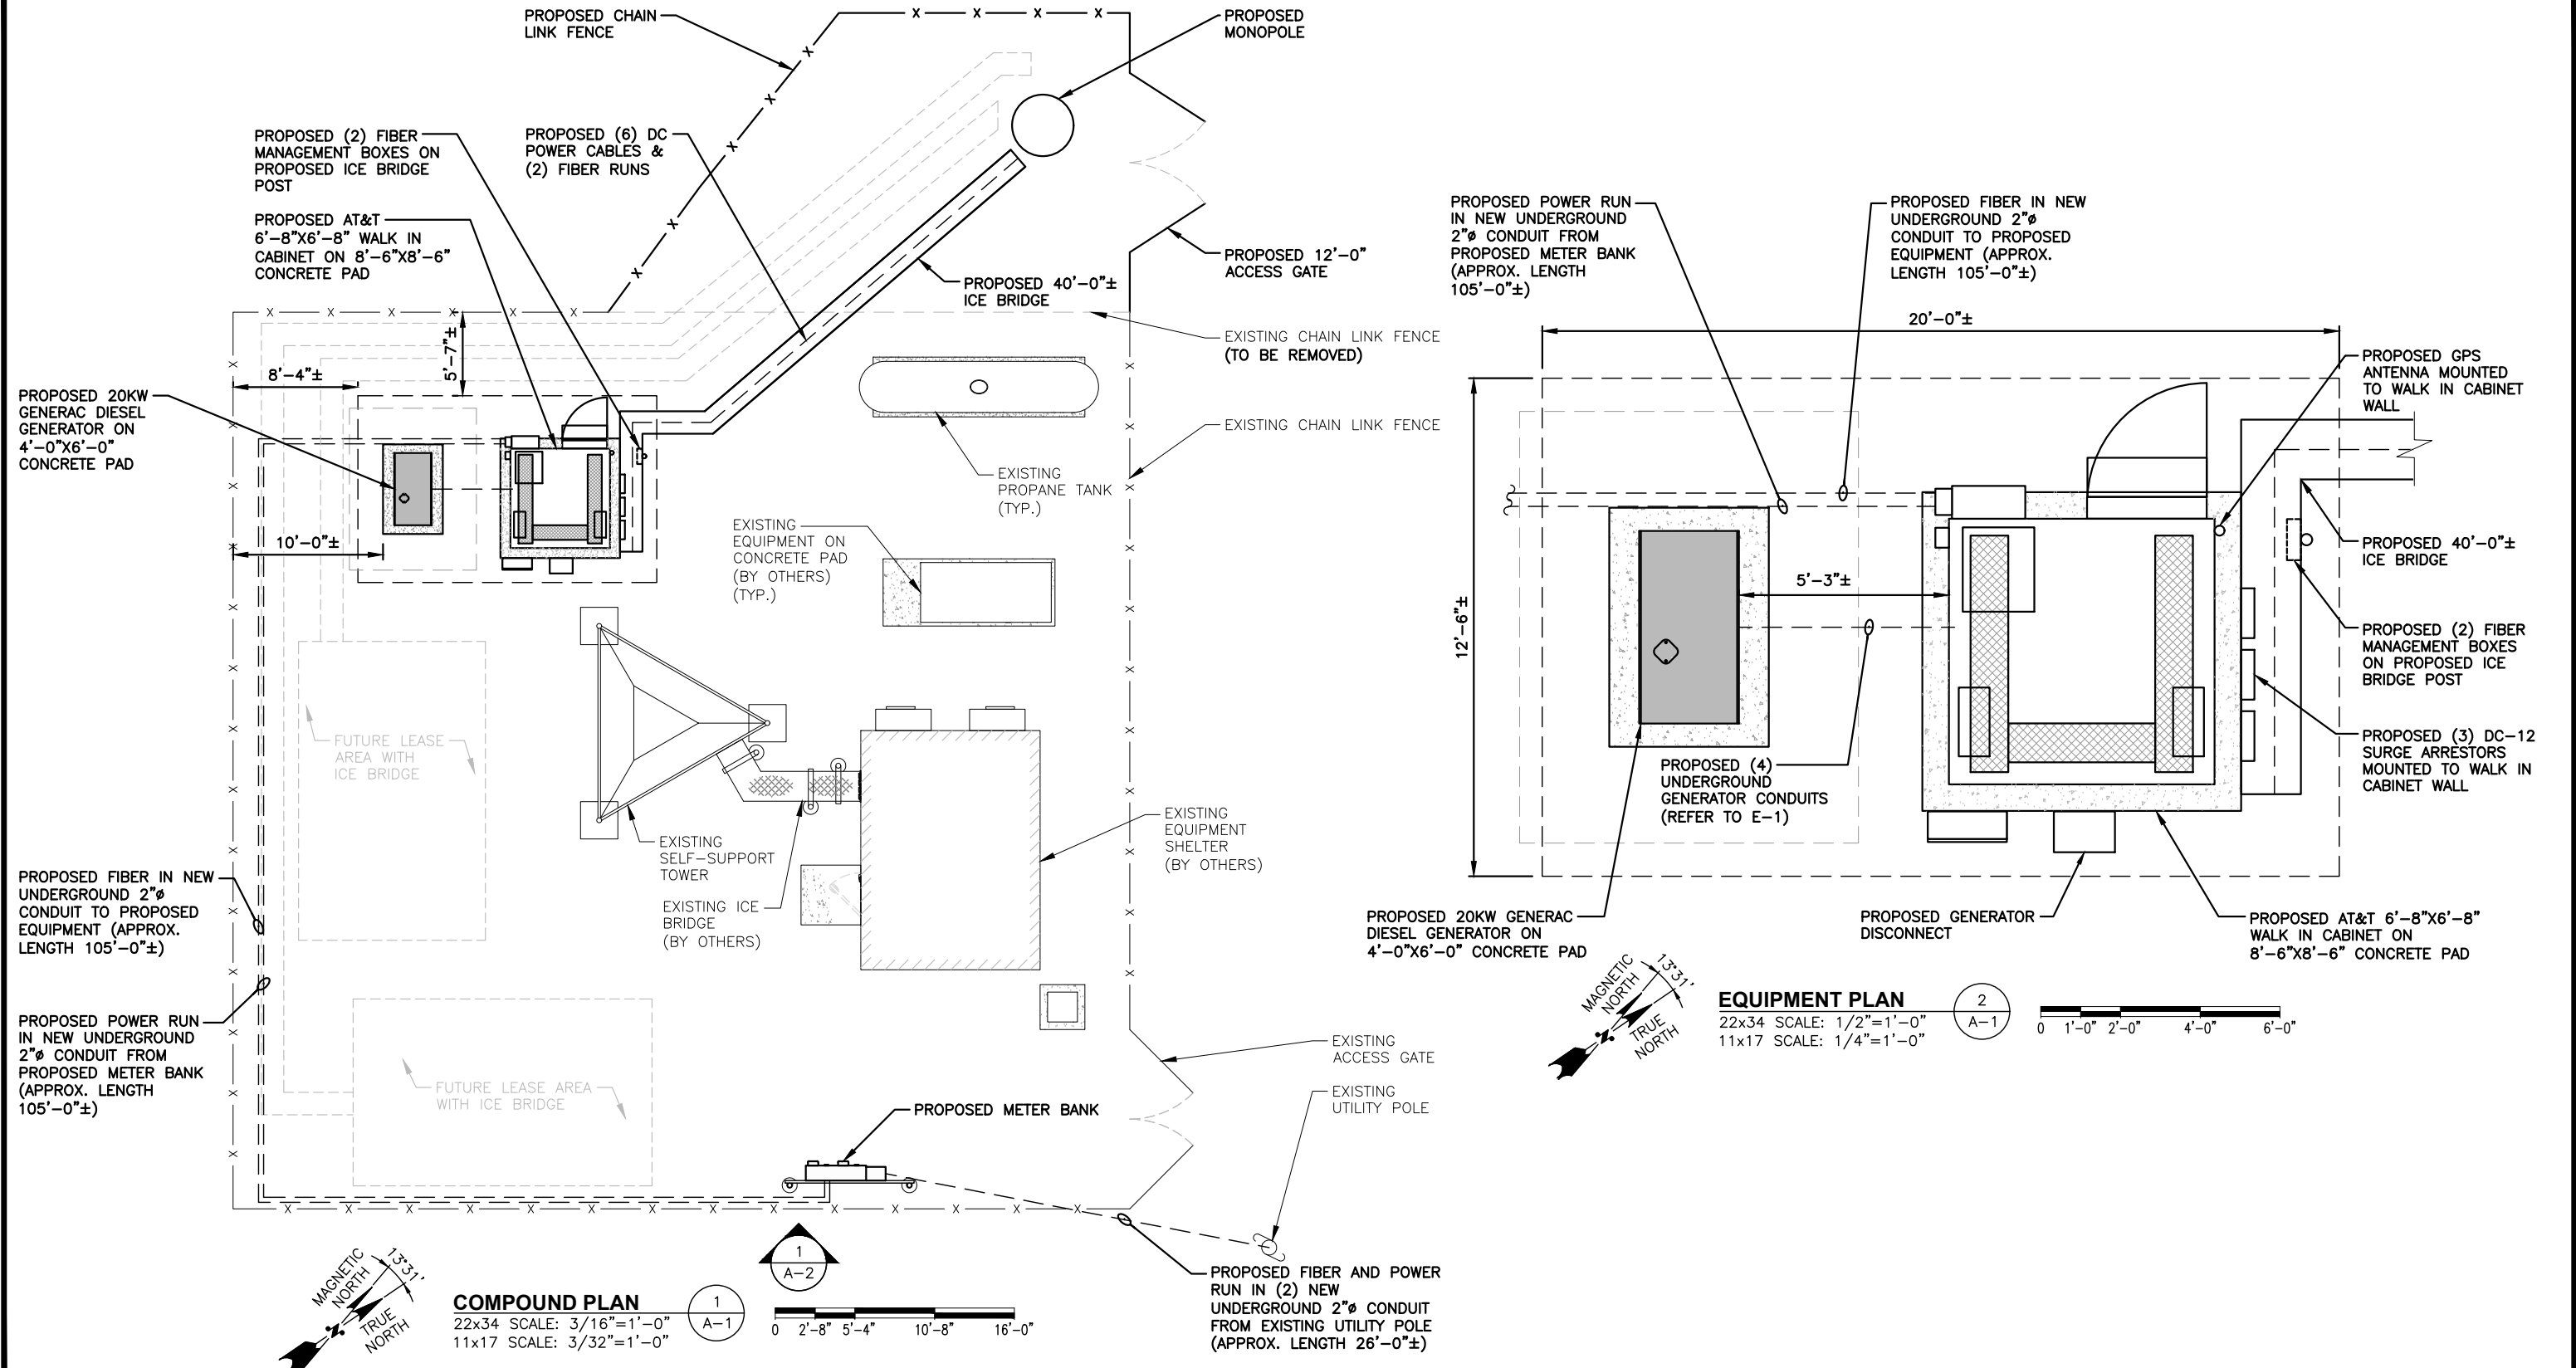 PROPOSED CHAIN
LINK FENCE
PROPOSED
MONOPOLE
PROPOSED (2) FIBER
MANAGEMENT BOXES ON
PROPOSED ICE BRIDGE
POST
PROPOSED (6) DC
POWER CABLES &
(2) FIBER RUNS
PROPOSED AT&T
6'-8"X6'-8" WALK IN
CABINET ON 8'-6"X8'-6"
CONCRETE PAD
PROPOSED 12'-0"
ACCESS GATE
PROPOSED 40'-0"±
ICE BRIDGE
EXISTING CHAIN LINK FENCE
(TO BE REMOVED)
5'-7"±
8'-4"±
PROPOSED 20KW
GENERAC DIESEL
GENERATOR ON
4'-0"X6'-0"
CONCRETE PAD
EXISTING CHAIN LINK FENCE
EXISTING
PROPANE TANK
(TYP.)
10'-0"±
EXISTING
EQUIPMENT ON
CONCRETE PAD
(BY OTHERS)
(TYP.)
FUTURE LEASE
AREA WITH
ICE BRIDGE
EXISTING
SELF-SUPPORT
TOWER
EXISTING ICE
BRIDGE
(BY OTHERS)
EXISTING
EQUIPMENT
SHELTER
(BY OTHERS)
PROPOSED FIBER IN NEW
UNDERGROUND 2"ø
CONDUIT TO PROPOSED
EQUIPMENT (APPROX.
LENGTH 105'-0"±)
PROPOSED POWER RUN
IN NEW UNDERGROUND
2"ø CONDUIT FROM
PROPOSED METER BANK
(APPROX. LENGTH
105'-0"±)
FUTURE LEASE AREA
WITH ICE BRIDGE
EXISTING
ACCESS GATE
EXISTING
UTILITY POLE
PROPOSED METER BANK
1
A-2
PROPOSED FIBER AND POWER
RUN IN (2) NEW
UNDERGROUND 2"ø CONDUIT
FROM EXISTING UTILITY POLE
(APPROX. LENGTH 26'-0"±)
MAGNETIC
NORTH
13°31'
TRUE
NORTH
N
COMPOUND PLAN
22x34 SCALE: 3/16"=1'-0"
11x17 SCALE: 3/32"=1'-0"
1
A-1
0 2'-8" 5'-4" 10'-8" 16'-0"
PROPOSED POWER RUN
IN NEW UNDERGROUND
2"ø CONDUIT FROM
PROPOSED METER BANK
(APPROX. LENGTH
105'-0"±)
PROPOSED FIBER IN NEW
UNDERGROUND 2"ø
CONDUIT TO PROPOSED
EQUIPMENT (APPROX.
LENGTH 105'-0"±)
20'-0"±
12'-6"±
5'-3"±
PROPOSED GPS
ANTENNA MOUNTED
TO WALK IN CABINET
WALL
PROPOSED 40'-0"±
ICE BRIDGE
PROPOSED (2) FIBER
MANAGEMENT BOXES
ON PROPOSED ICE
BRIDGE POST
PROPOSED (3) DC-12
SURGE ARRESTORS
MOUNTED TO WALK IN
CABINET WALL
PROPOSED (4)
UNDERGROUND
GENERATOR CONDUITS
(REFER TO E-1)
PROPOSED 20KW GENERAC
DIESEL GENERATOR ON
4'-0"X6'-0" CONCRETE PAD
PROPOSED GENERATOR
DISCONNECT
PROPOSED AT&T 6'-8"X6'-8"
WALK IN CABINET ON
8'-6"X8'-6" CONCRETE PAD
MAGNETIC
NORTH
13°31'
TRUE
NORTH
N
EQUIPMENT PLAN
22x34 SCALE: 1/2"=1'-0"
11x17 SCALE: 1/4"=1'-0"
2
A-1
0 1'-0" 2'-0" 4'-0" 6'-0"